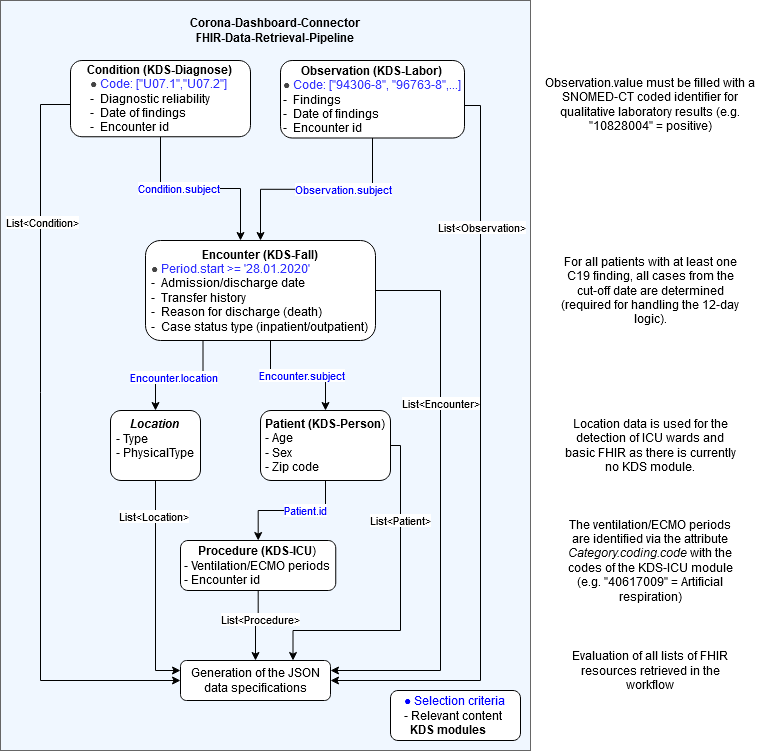 Corona-Dashboard-Connector
FHIR-Data-Retrieval-Pipeline
Condition (KDS-Diagnose)
● Code: ["U07.1","U07.2"]
- Diagnostic reliability
- Date of findings
- Encounter id
Observation (KDS-Labor)
● Code: ["94306-8", "96763-8",...]
- Findings
- Date of findings
- Encounter id
Observation.value must be filled with a
SNOMED-CT coded identifier for
qualitative laboratory results (e.g.
"10828004" = positive)
Condition.subject
Observation.subject
List<Condition>
List<Observation>
Encounter (KDS-Fall)
● Period.start >= '28.01.2020'
- Admission/discharge date
- Transfer history
- Reason for discharge (death)
- Case status type (inpatient/outpatient)
For all patients with at least one
C19 finding, all cases from the
cut-off date are determined
(required for handling the 12-day
logic).
Encounter.location
Encounter.subject
List<Encounter>
Location
- Type
- PhysicalType
Patient (KDS-Person)
- Age
- Sex
- Zip code
Location data is used for the
detection of ICU wards and
basic FHIR as there is currently
no KDS module.
List<Location>
Patient.id
List<Patient>
Procedure (KDS-ICU)
- Ventilation/ECMO periods
- Encounter id
The ventilation/ECMO periods
are identified via the attribute
Category.coding.code with the
codes of the KDS-ICU module
(e.g. "40617009" = Artificial
respiration)
List<Procedure>
Generation of the JSON
data specifications
Evaluation of all lists of FHIR
resources retrieved in the
workflow
● Selection criteria
- Relevant content
KDS modules